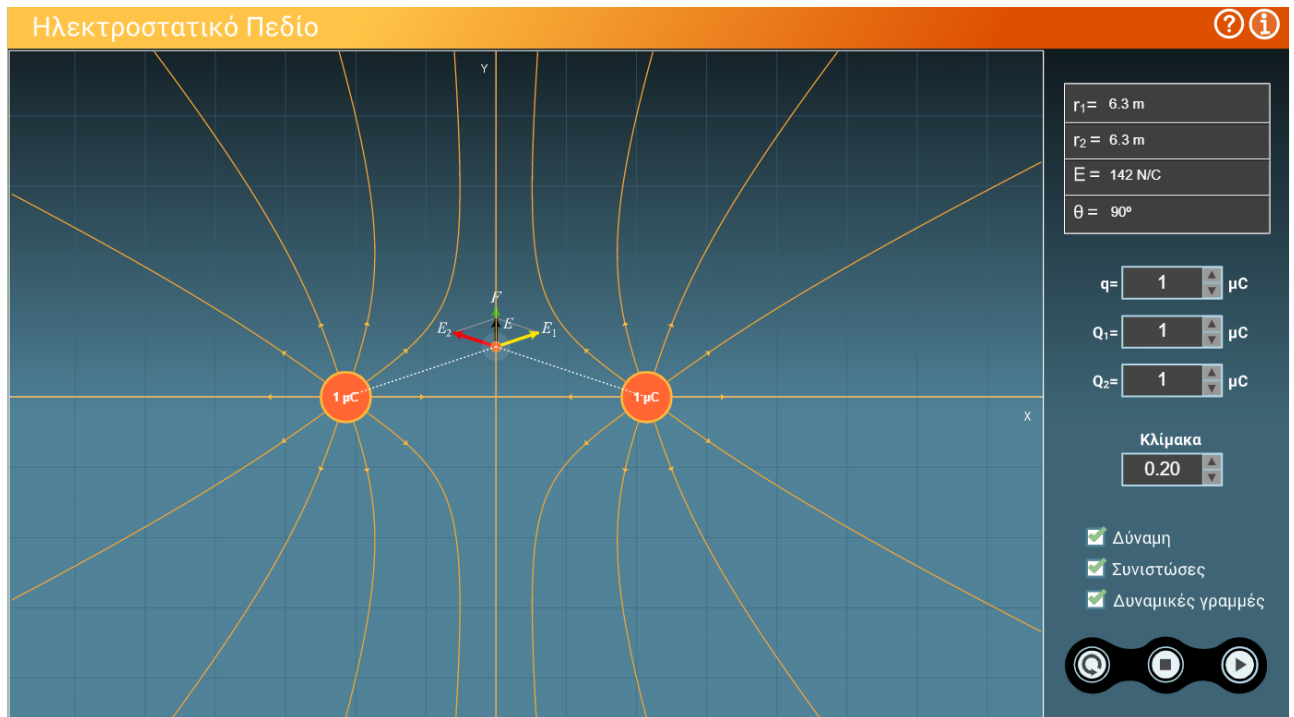 Ηλεκτροστατικό Πεδίο
? i
Y
r₁= 6.3 m
r₂ = 6.3 m
E = 142 N/C
θ = 90º
q= 1 μC
F
E₂ E E₁
Q₁= 1 μC
Q₂= 1 μC
1 μC 1 μC
X
Κλίμακα
0.20
Δύναμη
Συνιστώσες
Δυναμικές γραμμές